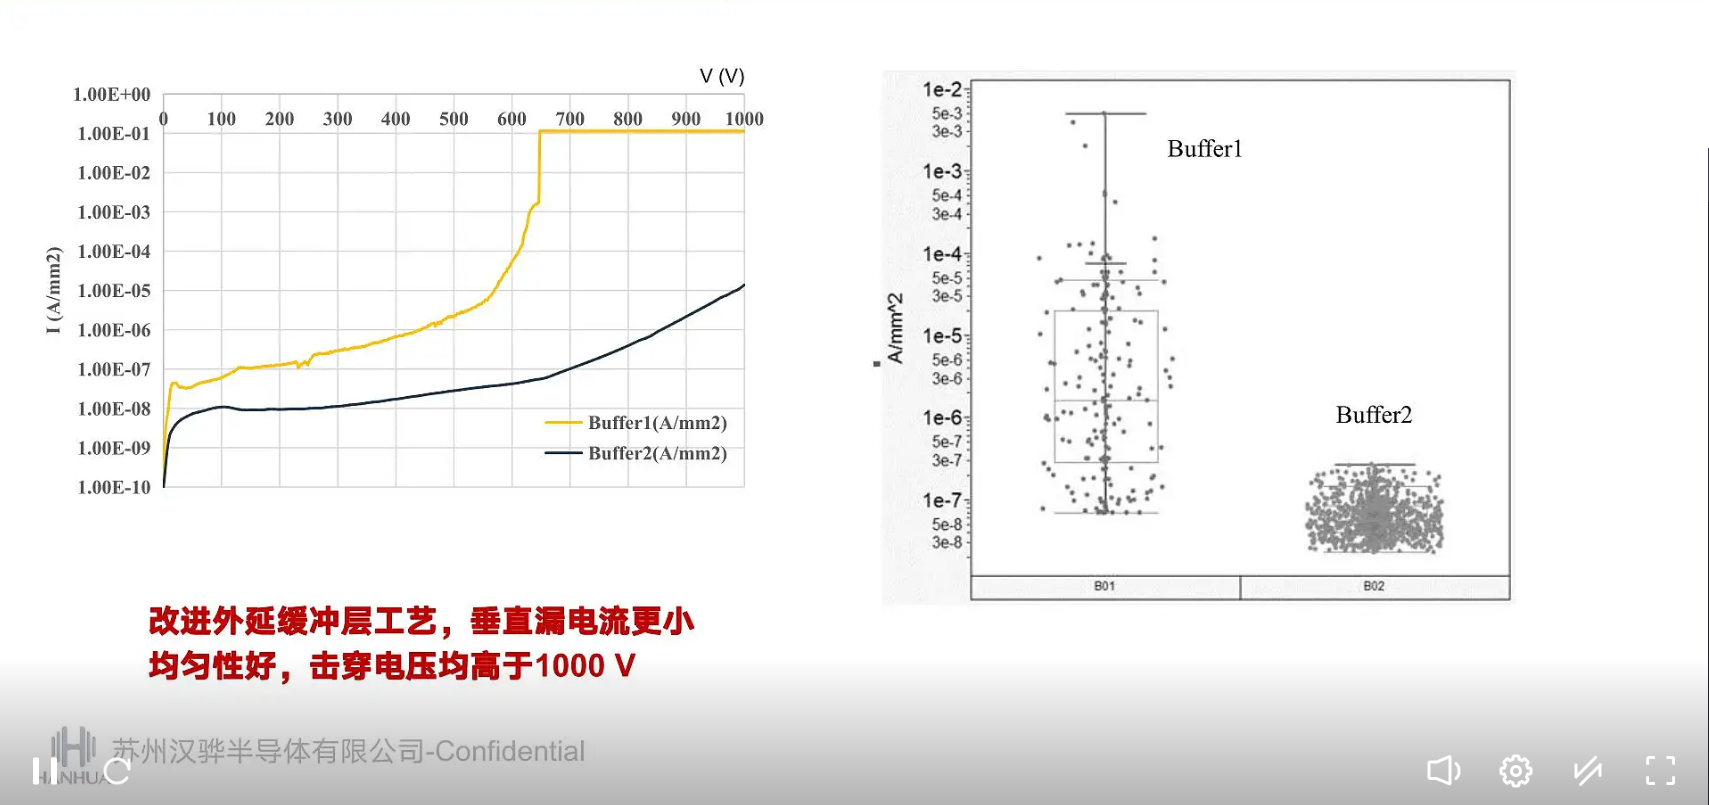 V (V)
1.00E+00
0 100 200 300 400 500 600 700 800 900 1000
1.00E-01
1.00E-02
1.00E-03
1.00E-04
1.00E-05
1.00E-06
1.00E-07
1.00E-08
1.00E-09
1.00E-10
I (A/mm2)
Buffer1(A/mm2)
Buffer2(A/mm2)
1e-2
5e-3
3e-3
1e-3
5e-4
3e-4
1e-4
5e-5
3e-5
1e-5
5e-6
3e-6
1e-6
5e-7
3e-7
1e-7
5e-8
3e-8
A/mm^2
Buffer1
Buffer2
B01 B02
改进外延缓冲层工艺，垂直漏电流更小
均匀性好，击穿电压均高于1000 V
苏州汉骅半导体有限公司-Confidential
HANHUA